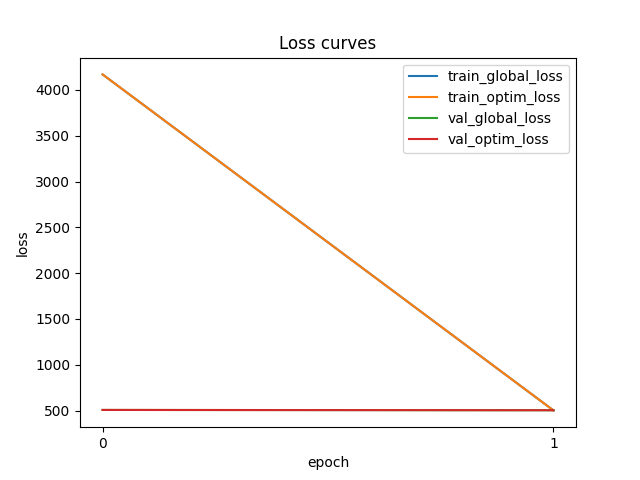 Loss curves
train_global_loss
train_optim_loss
val_global_loss
val_optim_loss
loss
4000
3500
3000
2500
2000
1500
1000
500
0
1
epoch